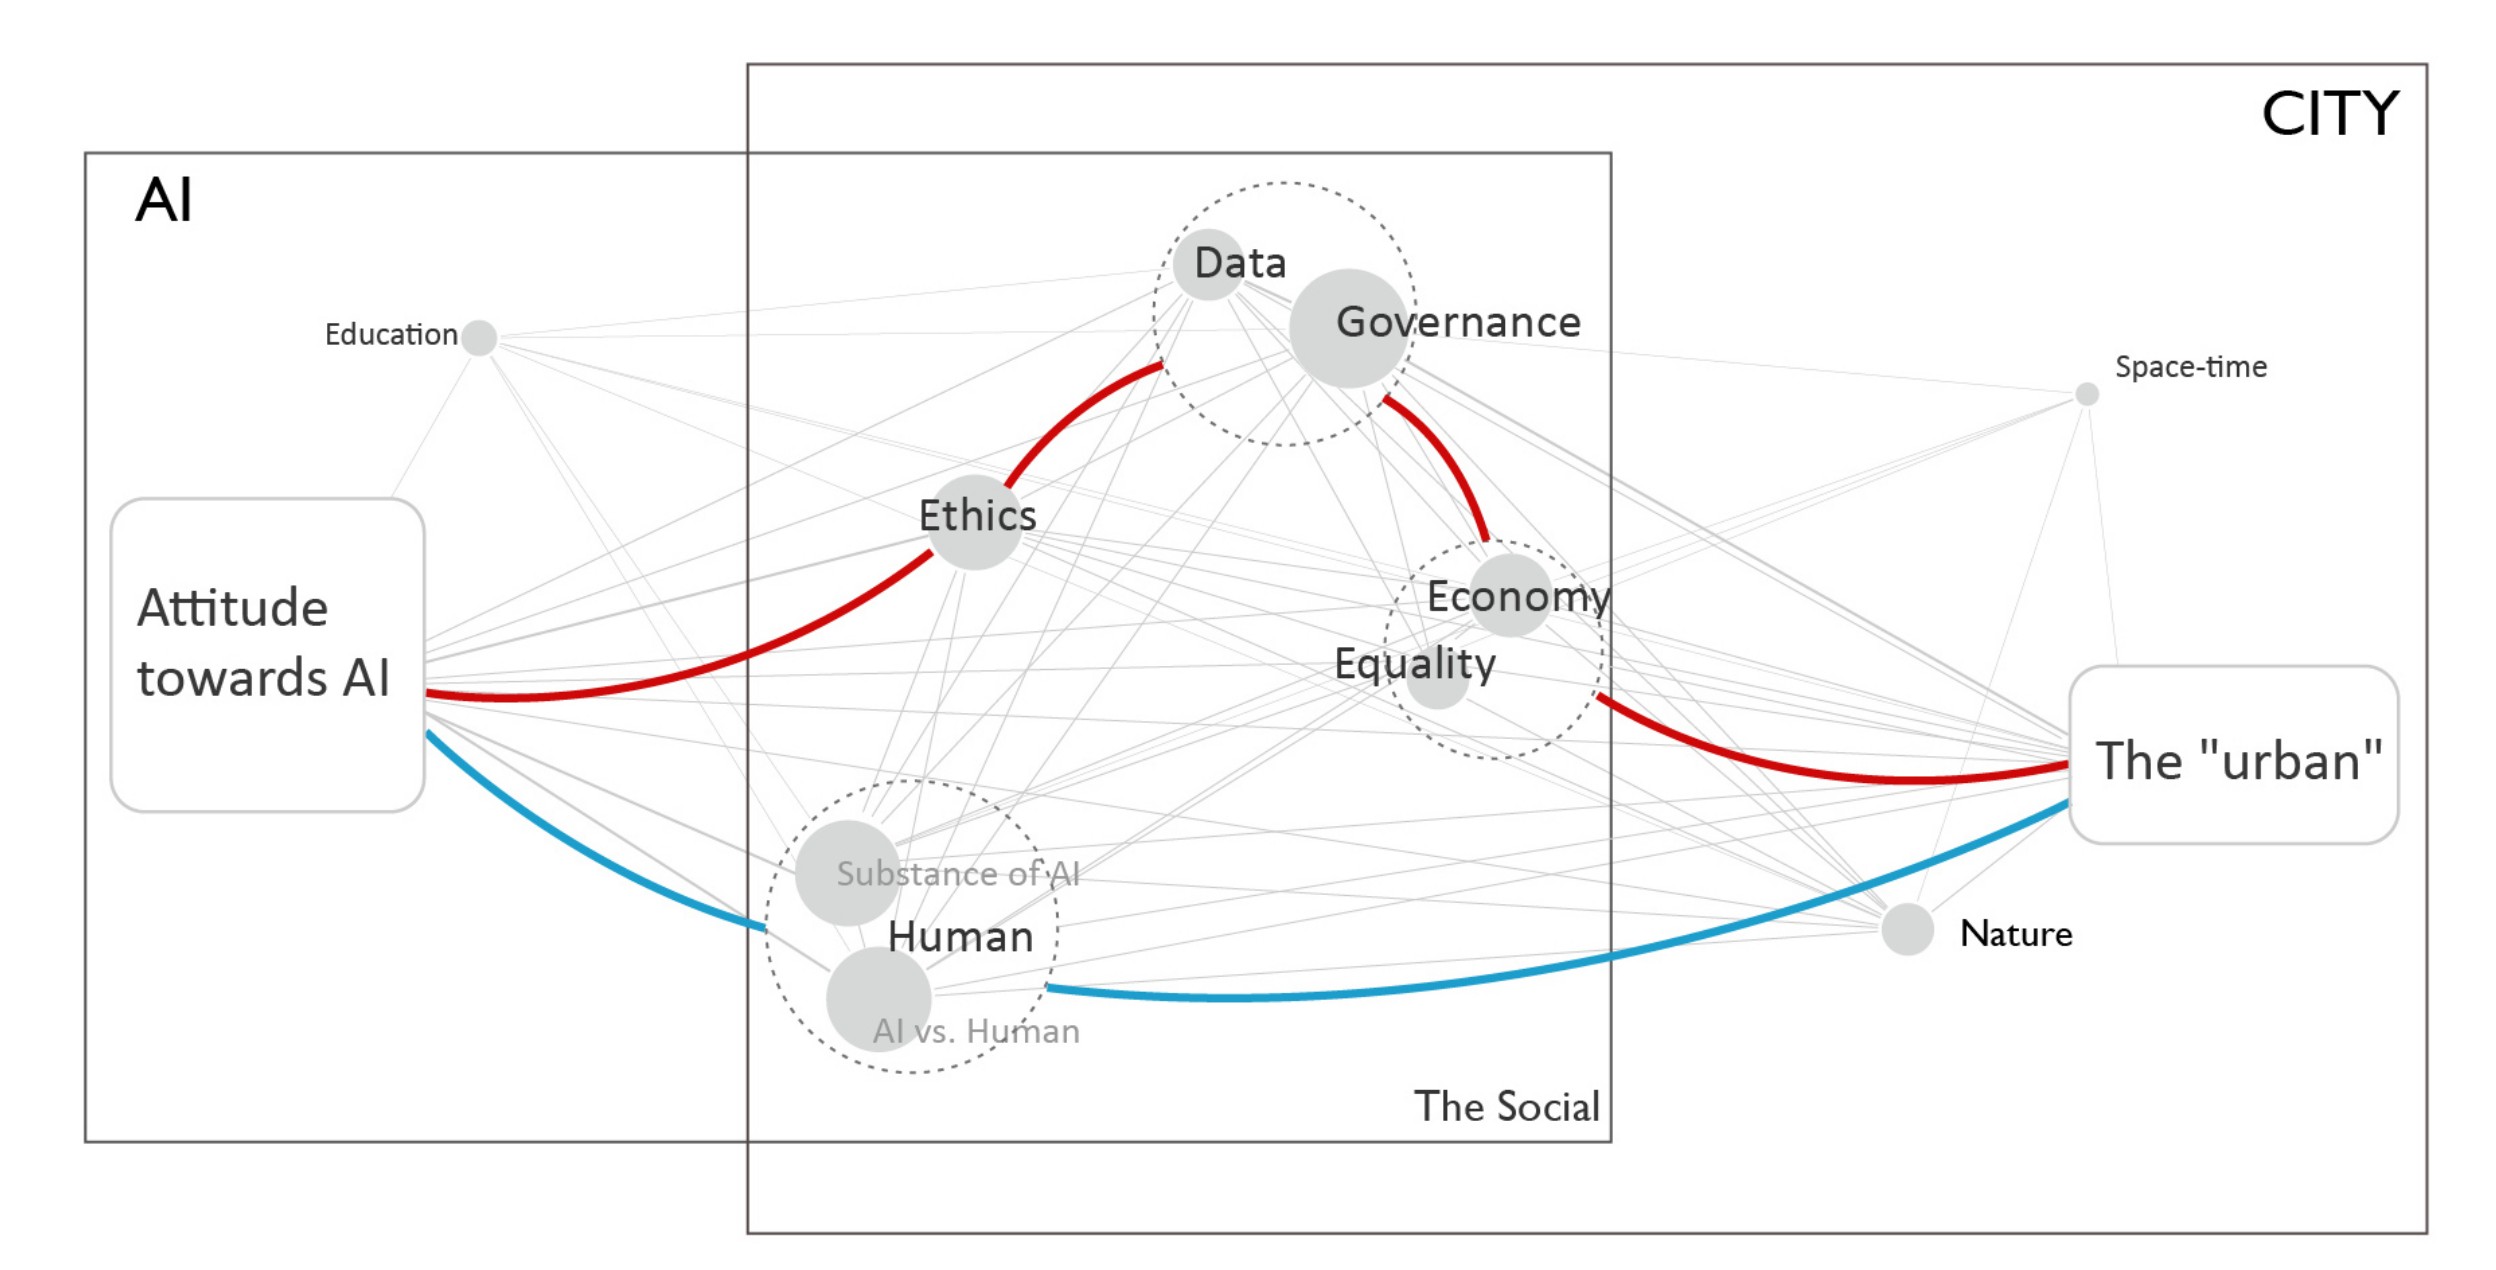 CITY
AI
Data
Governance
Education
Space-time
Ethics
Attitude
towards AI
Economy
Equality
The "urban"
Substance of AI
Human
Nature
AI vs. Human
The Social